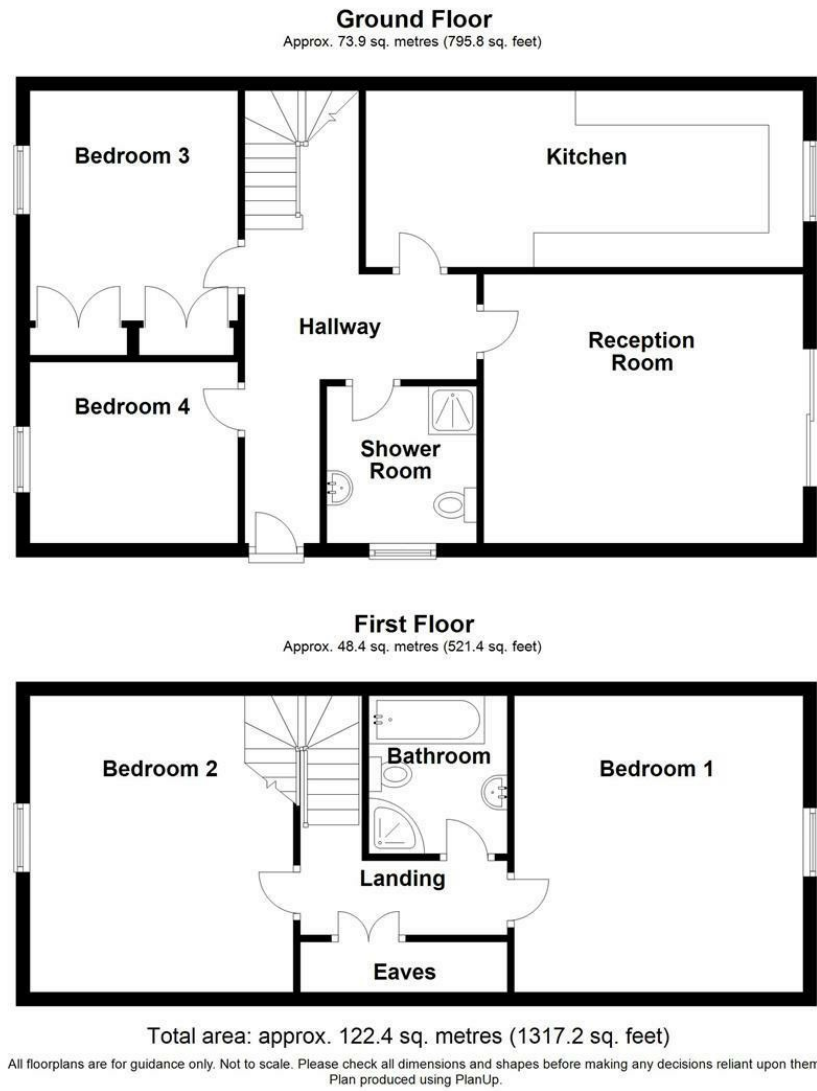 Ground Floor
Approx. 73.9 sq. metres (795.8 sq. feet)
Bedroom 3
Kitchen
Hallway
Reception
Room
Bedroom 4
Shower
Room
First Floor
Approx. 48.4 sq. metres (521.4 sq. feet)
Bedroom 2
Bathroom
Bedroom 1
Landing
Eaves
Total area: approx. 122.4 sq. metres (1317.2 sq. feet)
All floorplans are for guidance only. Not to scale. Please check all dimensions and shapes before making any decisions reliant upon them
Plan produced using PlanUp.